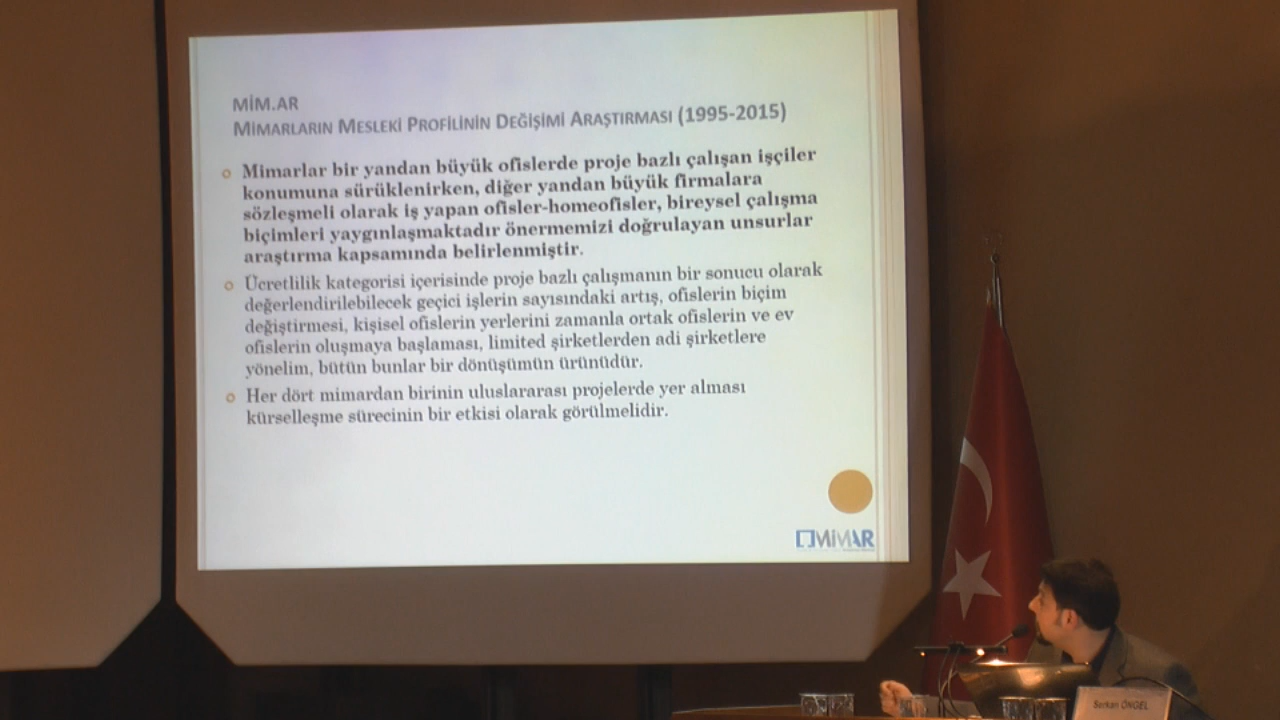 MİM.AR
MİMARLARIN MESLEKİ PROFİLİNİN DEĞİŞİMİ ARAŞTIRMASI (1995-2015)
Mimarlar bir yandan büyük ofislerde proje bazlı çalışan işçiler
konumuna sürüklenirken, diğer yandan büyük firmalara
sözleşmeli olarak iş yapan ofisler-homeofisler, bireysel çalışma
biçimleri yaygınlaşmaktadır önermemizi doğrulayan unsurlar
araştırma kapsamında belirlenmiştir.
Ücretlilik kategorisi içerisinde proje bazlı çalışmanın bir sonucu olarak
değerlendirilebilecek geçici işlerin sayısındaki artış, ofislerin biçim
değiştirmesi, kişisel ofislerin yerlerini zamanla ortak ofislerin ve ev
ofislerin oluşmaya başlaması, limited şirketlerden adi şirketlere
yönelim, bütün bunlar bir dönüşümün ürünüdür.
Her dört mimardan birinin uluslararası projelerde yer alması
kürselleşme sürecinin bir etkisi olarak görülmelidir.
MİMAR
Serkan ÖNGEL